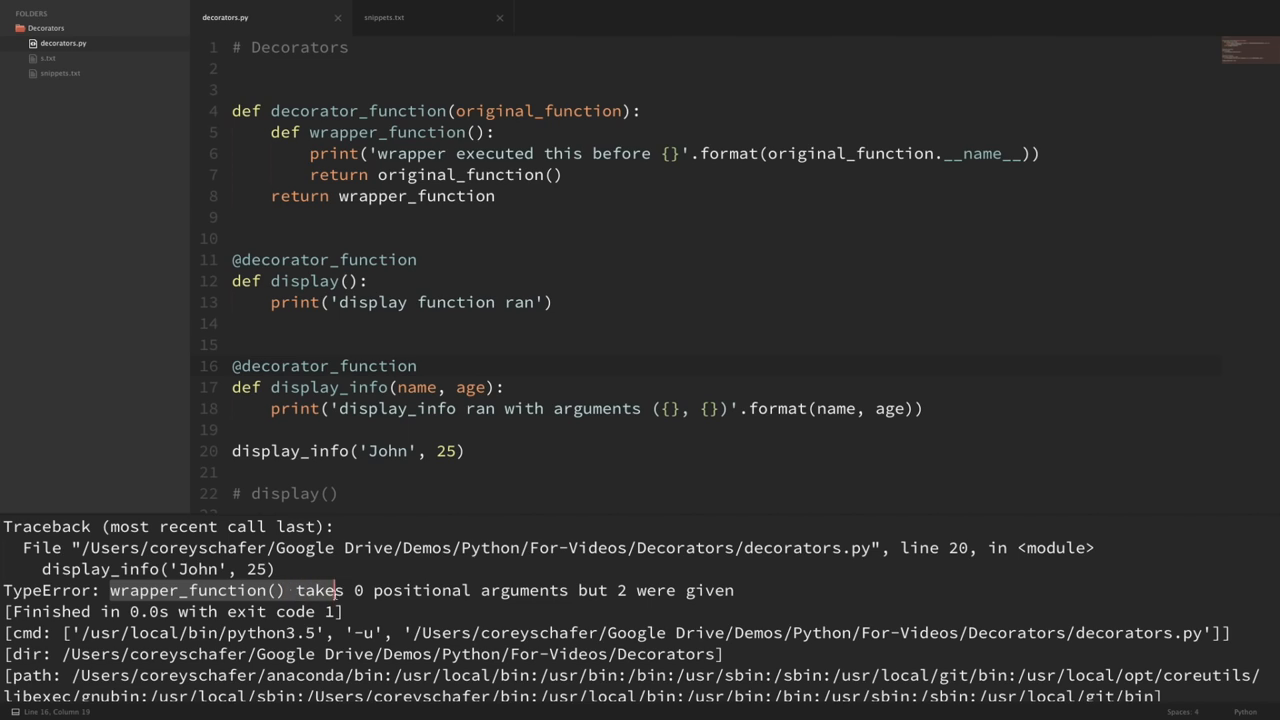 FOLDERS
Decorators
decorators.py
s.txt
snippets.txt
decorators.py
snippets.txt
1 # Decorators
2
3
4 def decorator_function(original_function):
5     def wrapper_function():
6         print('wrapper executed this before {}'.format(original_function.__name__))
7         return original_function()
8     return wrapper_function
9
10
11 @decorator_function
12 def display():
13     print('display function ran')
14
15
16 @decorator_function
17 def display_info(name, age):
18     print('display_info ran with arguments ({}, {})'.format(name, age))
19
20 display_info('John', 25)
21
22 # display()
Traceback (most recent call last):
  File "/Users/coreyschafer/Google Drive/Demos/Python/For-Videos/Decorators/decorators.py", line 20, in <module>
    display_info('John', 25)
TypeError: wrapper_function() takes 0 positional arguments but 2 were given
[Finished in 0.0s with exit code 1]
[cmd: ['/usr/local/bin/python3.5', '-u', '/Users/coreyschafer/Google Drive/Demos/Python/For-Videos/Decorators/decorators.py']]
[dir: /Users/coreyschafer/Google Drive/Demos/Python/For-Videos/Decorators]
[path: /Users/coreyschafer/anaconda/bin:/usr/local/bin:/usr/bin:/bin:/usr/sbin:/sbin:/usr/local/git/bin:/usr/local/opt/coreutils/
libexec/gnubin:/usr/local/sbin:/Users/coreyschafer/anaconda/bin:/usr/local/bin:/usr/bin:/bin:/usr/sbin:/sbin:/usr/local/git/bin]
Line 16, Column 19
Spaces: 4
Python